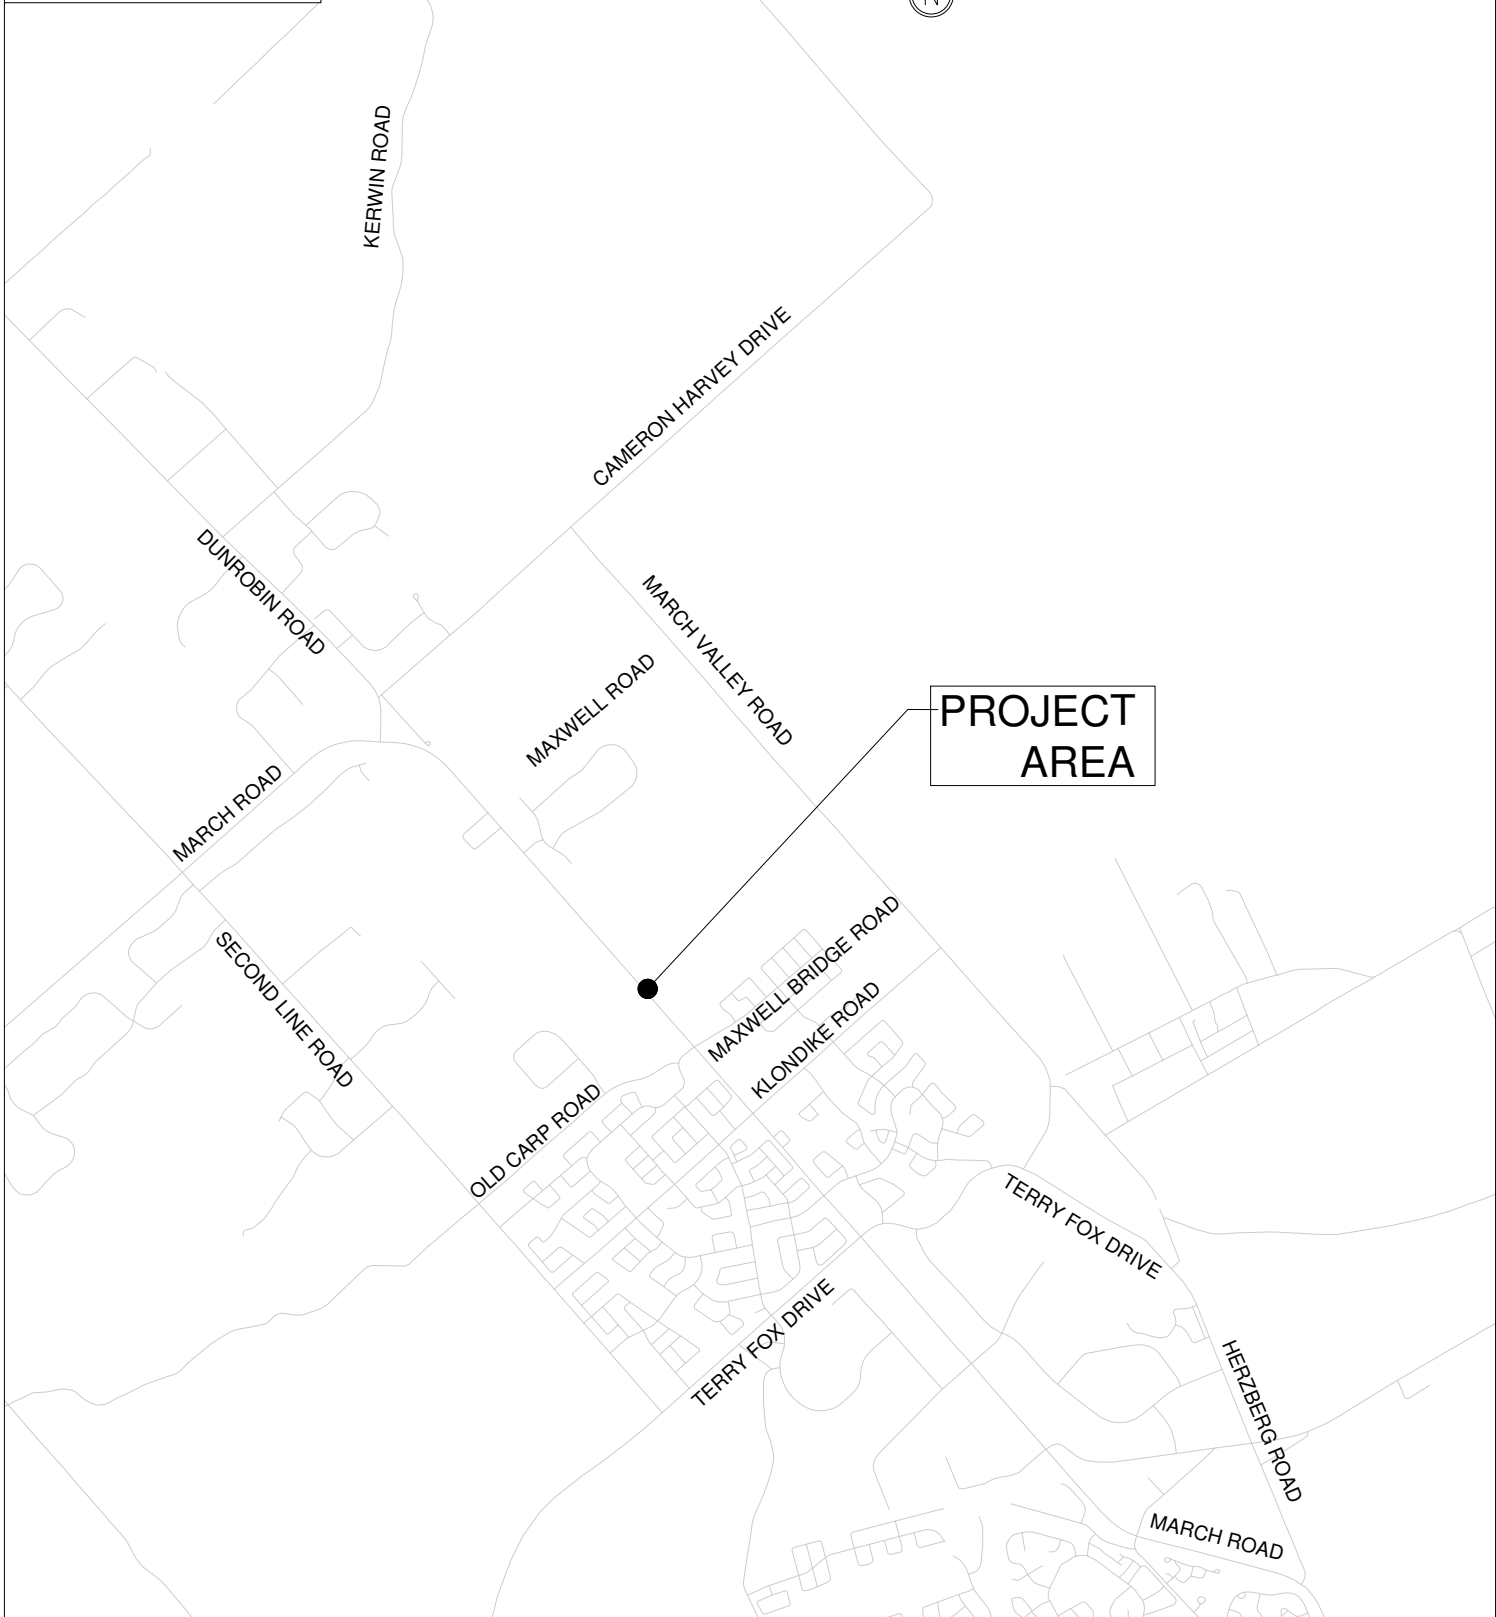 N
KERWIN ROAD
CAMERON HARVEY DRIVE
DUNROBIN ROAD
MARCH VALLEY ROAD
MAXWELL ROAD
PROJECT
AREA
MARCH ROAD
MAXWELL BRIDGE ROAD
SECOND LINE ROAD
KLONDIKE ROAD
OLD CARP ROAD
TERRY FOX DRIVE
TERRY FOX DRIVE
HERZBERG ROAD
MARCH ROAD